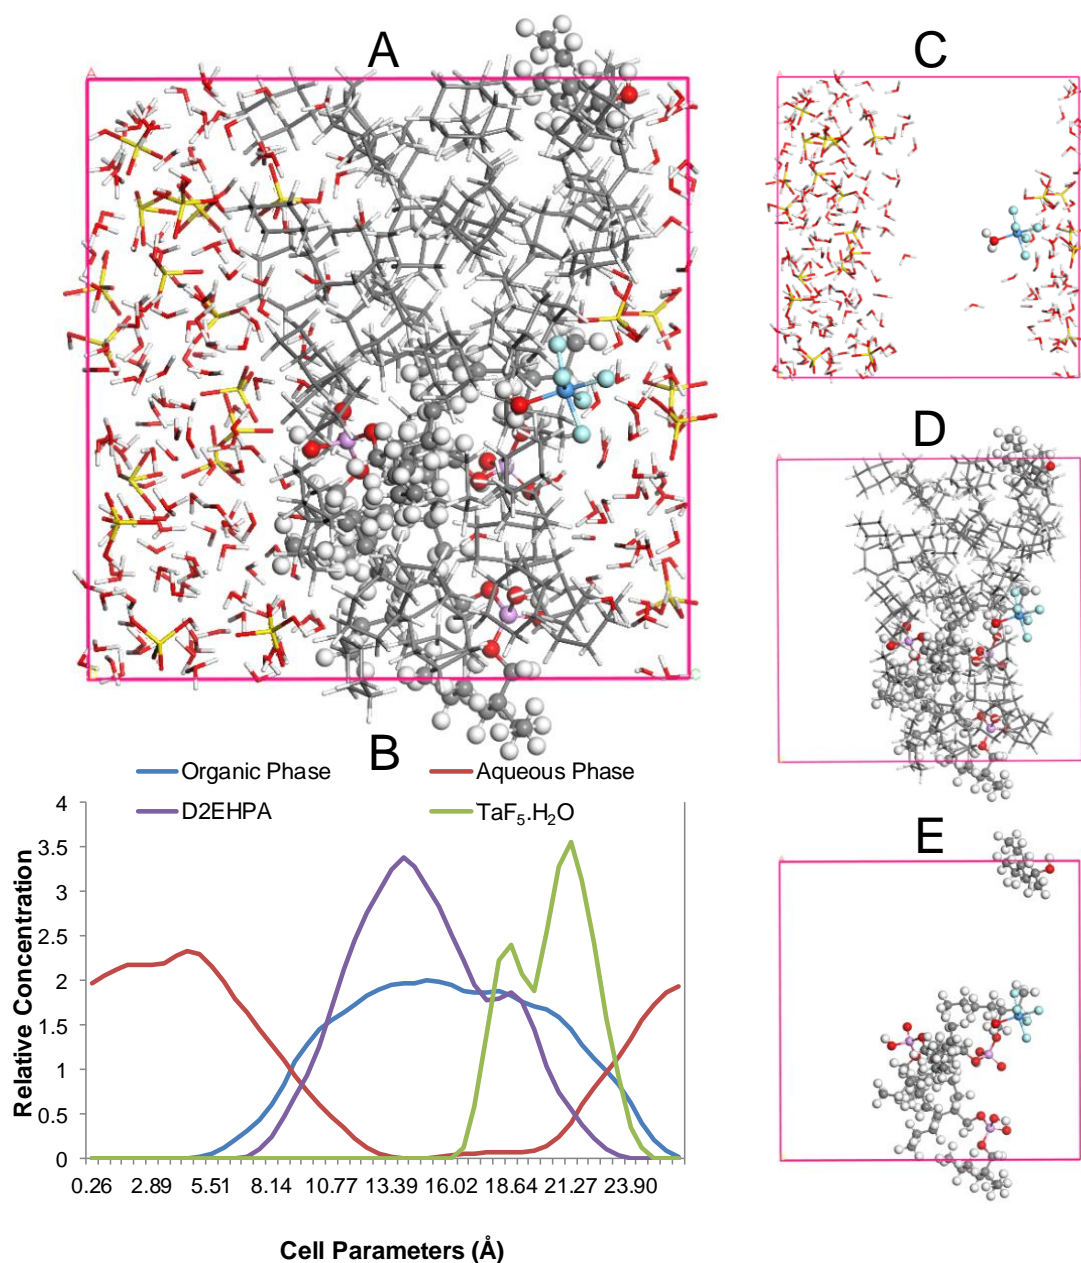 A
C
D
E
B
Organic Phase
Aqueous Phase
D2EHPA
TaF₅.H₂O
Relative Concentration
4
3.5
3
2.5
2
1.5
1
0.5
0
0.26 2.89 5.51 8.14 10.77 13.39 16.02 18.64 21.27 23.90
Cell Parameters (Å)